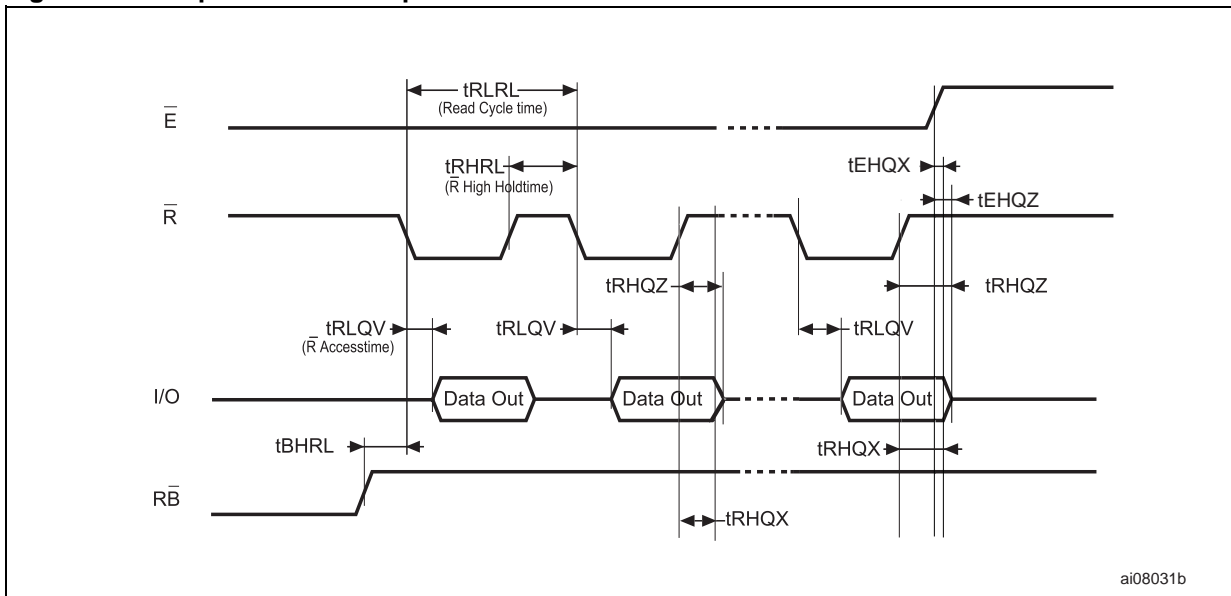 tRLRL
(Read Cycle time)
E̅
tRHRL
(R̅ High Holdtime)
tEHQX
tEHQZ
R̅
tRHQZ
tRHQZ
tRLQV
(R̅ Accesstime)
tRLQV
tRLQV
I/O
Data Out
Data Out
Data Out
tBHRL
tRHQX
RB̅
tRHQX
ai08031b